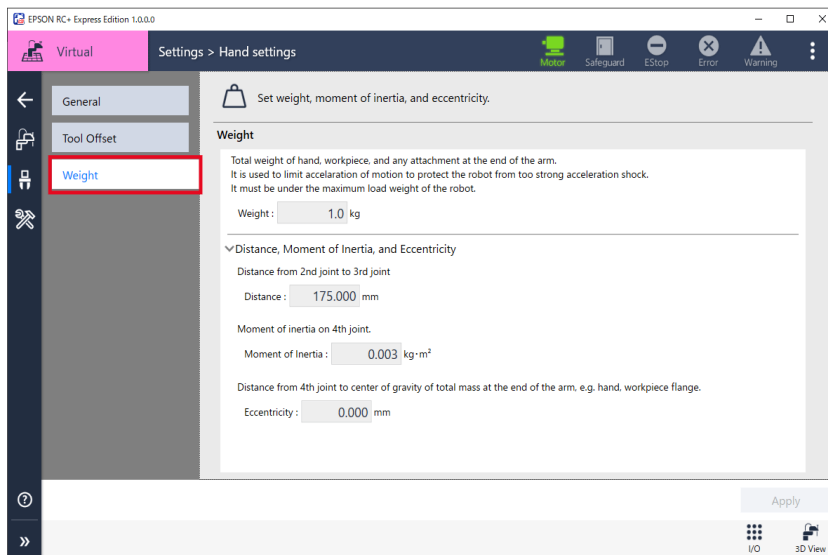 EPSON RC+ Express Edition 1.0.0.0
Virtual
Settings > Hand settings
Motor
Safeguard
EStop
Error
Warning
General
Tool Offset
Weight
Set weight, moment of inertia, and eccentricity.
Weight
Total weight of hand, workpiece, and any attachment at the end of the arm.
It is used to limit accelaration of motion to protect the robot from too strong acceleration shock.
It must be under the maximum load weight of the robot.
Weight : 1.0 kg
Distance, Moment of Inertia, and Eccentricity
Distance from 2nd joint to 3rd joint
Distance : 175.000 mm
Moment of inertia on 4th joint.
Moment of Inertia : 0.003 kg·m²
Distance from 4th joint to center of gravity of total mass at the end of the arm, e.g. hand, workpiece flange.
Eccentricity : 0.000 mm
Apply
I/O
3D View